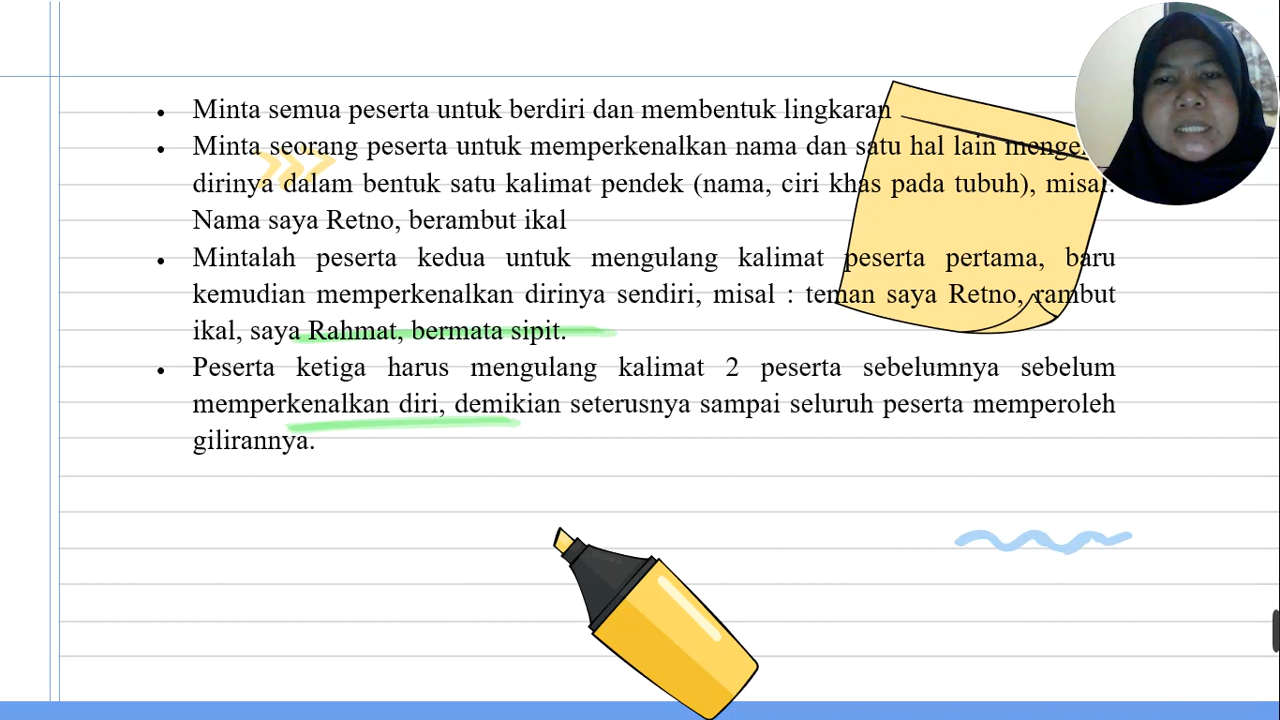 • Minta semua peserta untuk berdiri dan membentuk lingkaran
• Minta seorang peserta untuk memperkenalkan nama dan satu hal lain
dirinya dalam bentuk satu kalimat pendek (nama, ciri khas pada tubuh), misal:
Nama saya Retno, berambut ikal
• Mintalah peserta kedua untuk mengulang kalimat peserta pertama, baru
kemudian memperkenalkan dirinya sendiri, misal : teman saya Retno, rambut
ikal, saya Rahmat, bermata sipit.
• Peserta ketiga harus mengulang kalimat 2 peserta sebelumnya sebelum
memperkenalkan diri, demikian seterusnya sampai seluruh peserta memperoleh
gilirannya.